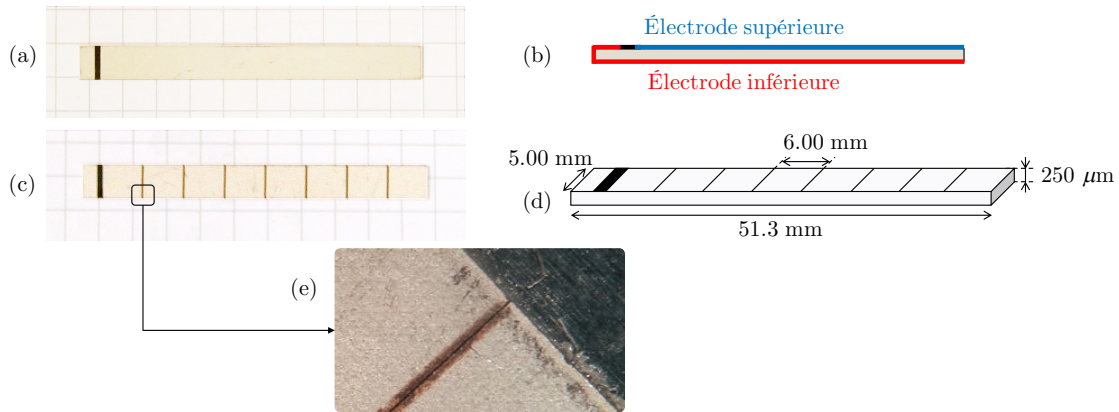 (a)
(b)
Électrode supérieure
Électrode inférieure
(c)
(d)
5.00 mm
6.00 mm
250 μm
51.3 mm
(e)